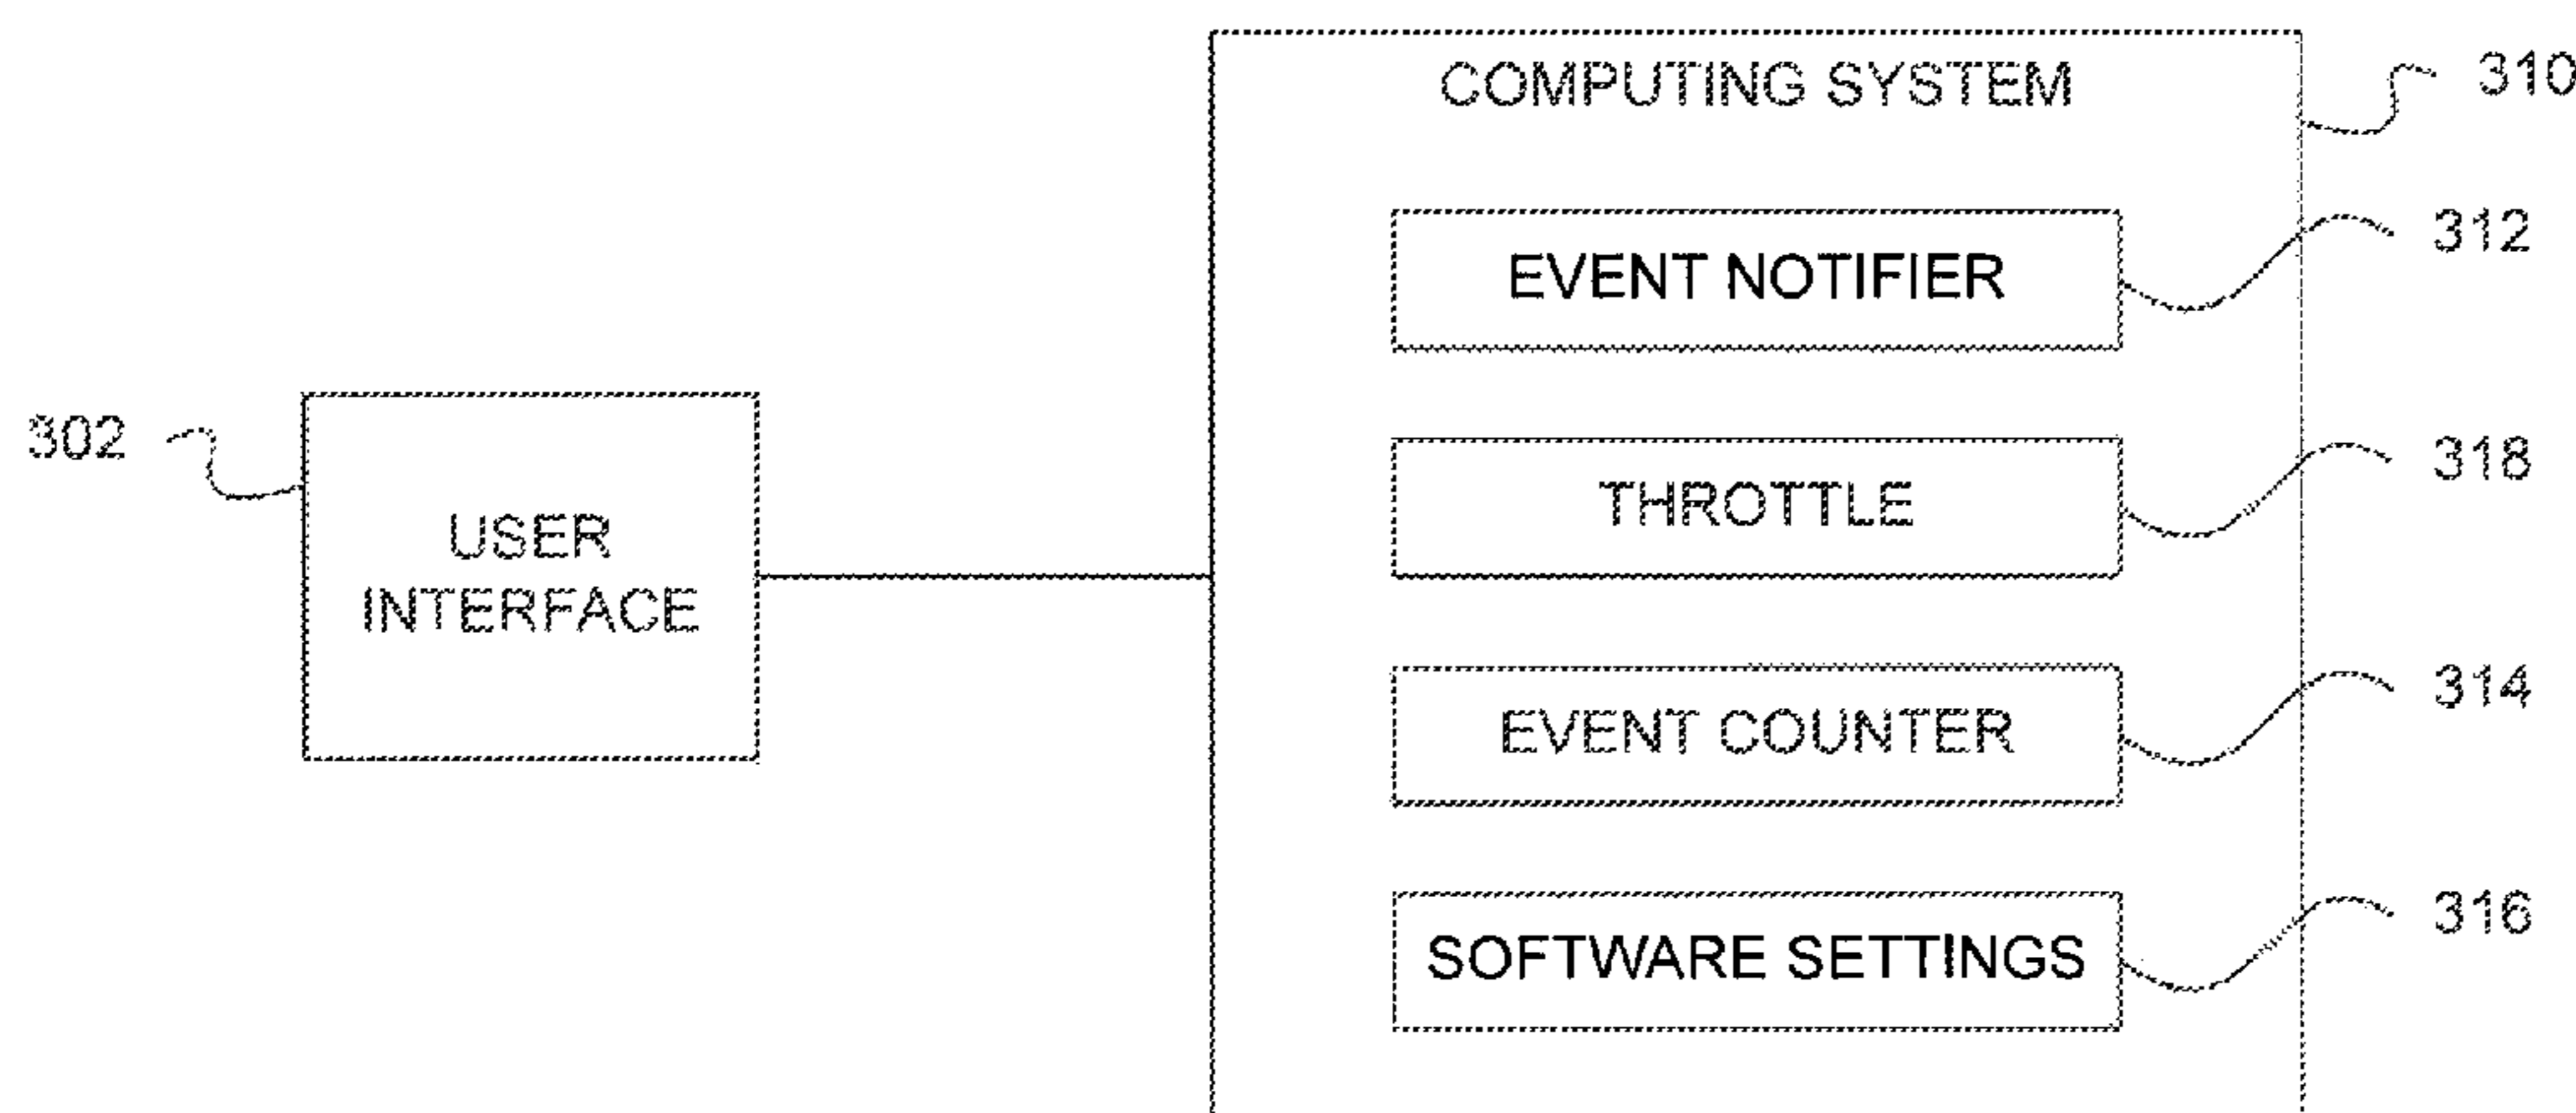 COMPUTING SYSTEM
310
EVENT NOTIFIER
312
302
USER
INTERFACE
THROTTLE
318
EVENT COUNTER
314
SOFTWARE SETTINGS
316